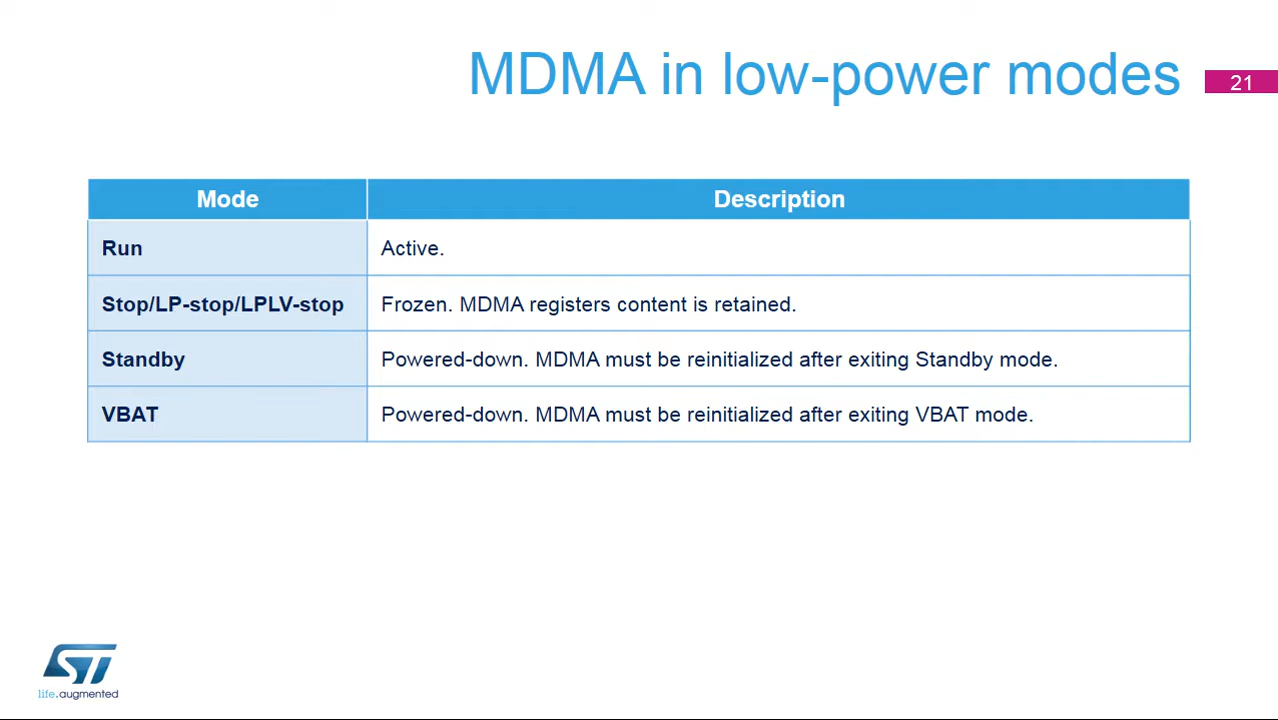 MDMA in low-power modes
21
Mode Description
Run Active.
Stop/LP-stop/LPLV-stop Frozen. MDMA registers content is retained.
Standby Powered-down. MDMA must be reinitialized after exiting Standby mode.
VBAT Powered-down. MDMA must be reinitialized after exiting VBAT mode.
ST
life.augmented